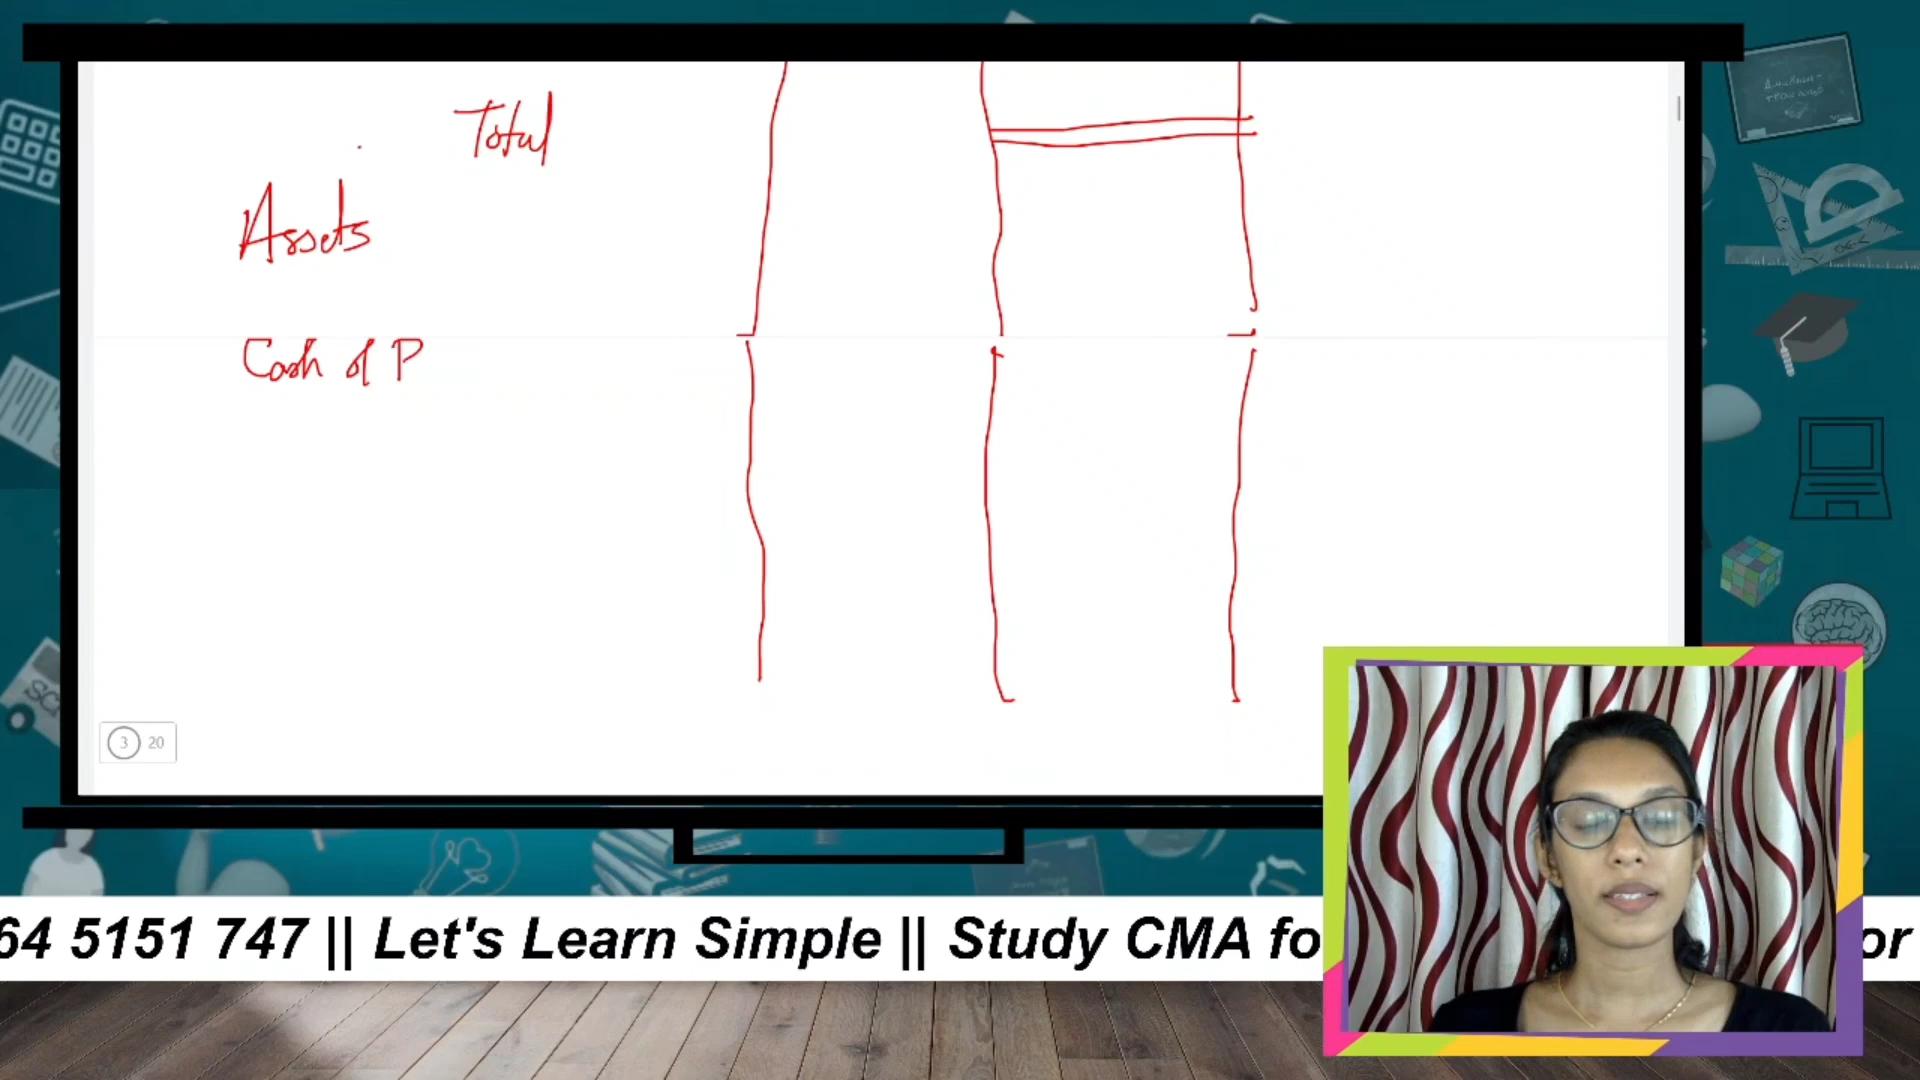 Total
Assets
Cash of P
3 20
64 5151 747 || Let's Learn Simple || Study CMA fo
or